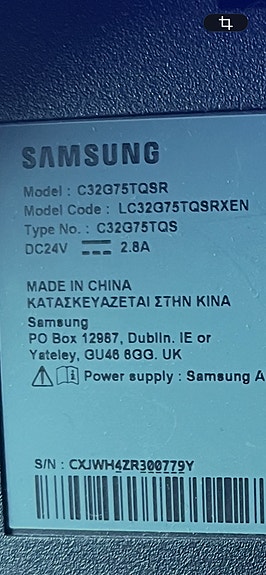 SAMSUNG
Model : C32G75TQSR
Model Code : LC32G75TQSRXEN
Type No. : C32G75TQS
DC24V 2.8A
MADE IN CHINA
ΚΑΤΑΣΚΕΥΑΖΕΤΑΙ ΣΤΗΝ ΚΙΝΑ
Samsung
PO Box 12987, Dublin. IE or
Yateley, GU46 6GG. UK
Power supply : Samsung A
S/N : CXJWH4ZR300779Y